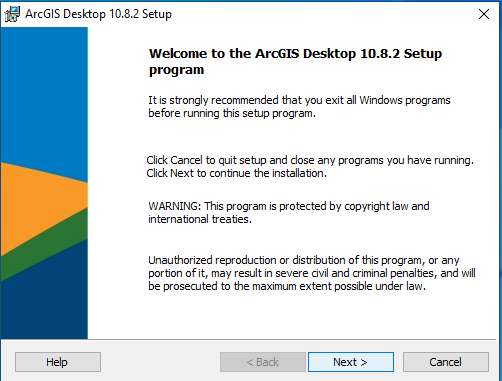 ArcGIS Desktop 10.8.2 Setup
Welcome to the ArcGIS Desktop 10.8.2 Setup
program
It is strongly recommended that you exit all Windows programs
before running this setup program.
Click Cancel to quit setup and close any programs you have running.
Click Next to continue the installation.
WARNING: This program is protected by copyright law and
international treaties.
Unauthorized reproduction or distribution of this program, or any
portion of it, may result in severe civil and criminal penalties, and will
be prosecuted to the maximum extent possible under law.
Help < Back Next > Cancel